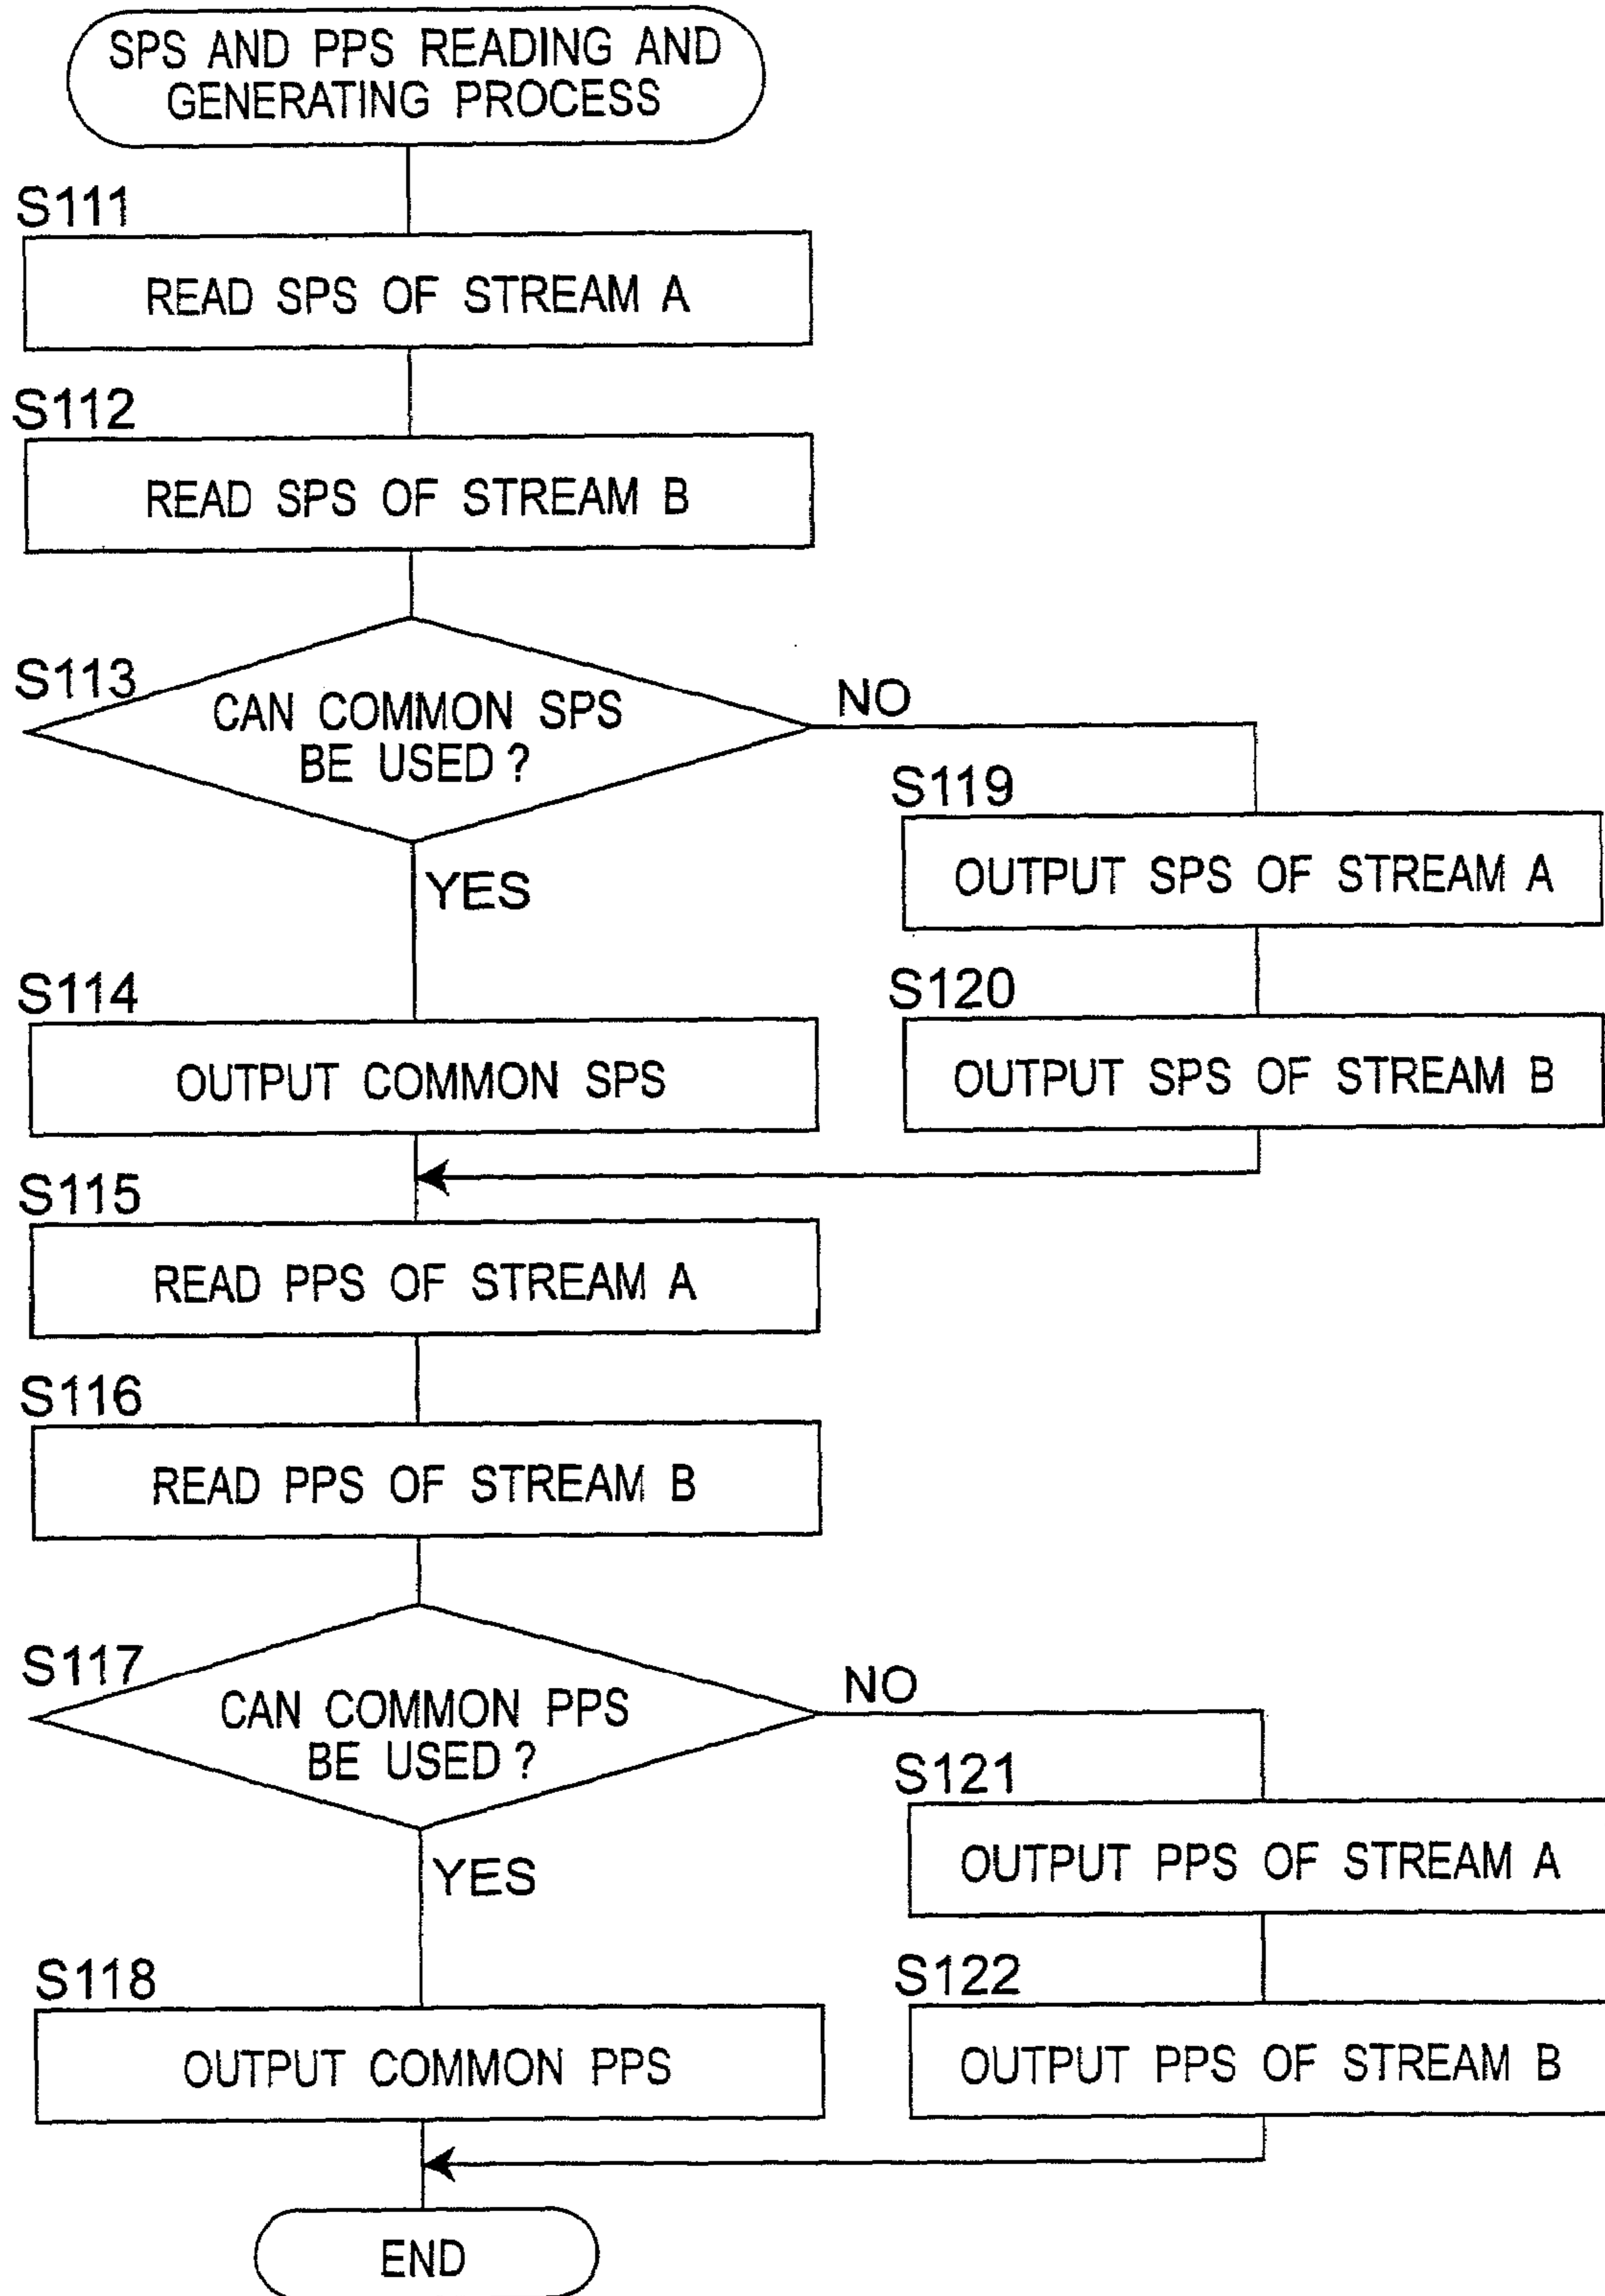 SPS AND PPS READING AND
GENERATING PROCESS
S111
READ SPS OF STREAM A
S112
READ SPS OF STREAM B
S113
CAN COMMON SPS
BE USED?
NO
YES
S119
OUTPUT SPS OF STREAM A
S120
OUTPUT SPS OF STREAM B
S114
OUTPUT COMMON SPS
S115
READ PPS OF STREAM A
S116
READ PPS OF STREAM B
S117
CAN COMMON PPS
BE USED?
NO
YES
S121
OUTPUT PPS OF STREAM A
S122
OUTPUT PPS OF STREAM B
S118
OUTPUT COMMON PPS
END